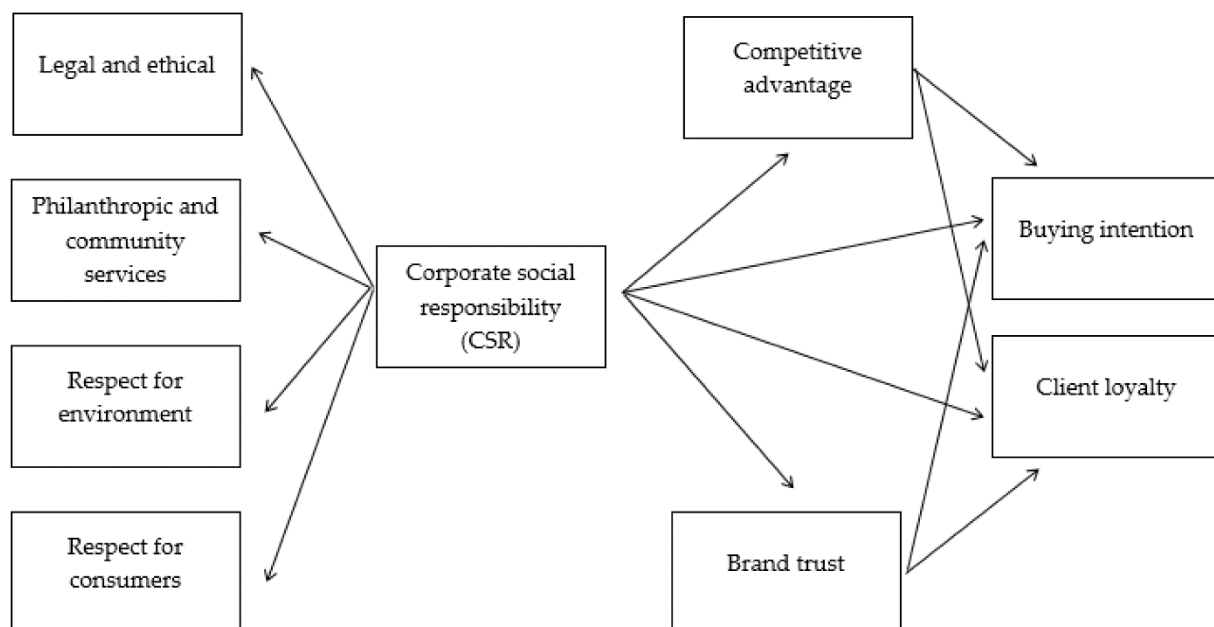 Legal and ethical
Philanthropic and
community
services
Respect for
environment
Respect for
consumers
Corporate social
responsibility
(CSR)
Competitive
advantage
Brand trust
Buying intention
Client loyalty